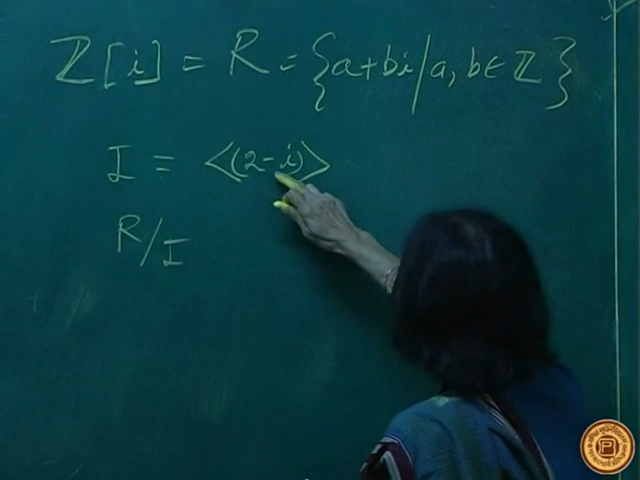 ℤ[i] = R = {a+bi/a, b∈ℤ}
I = <(2-i)>
R/I